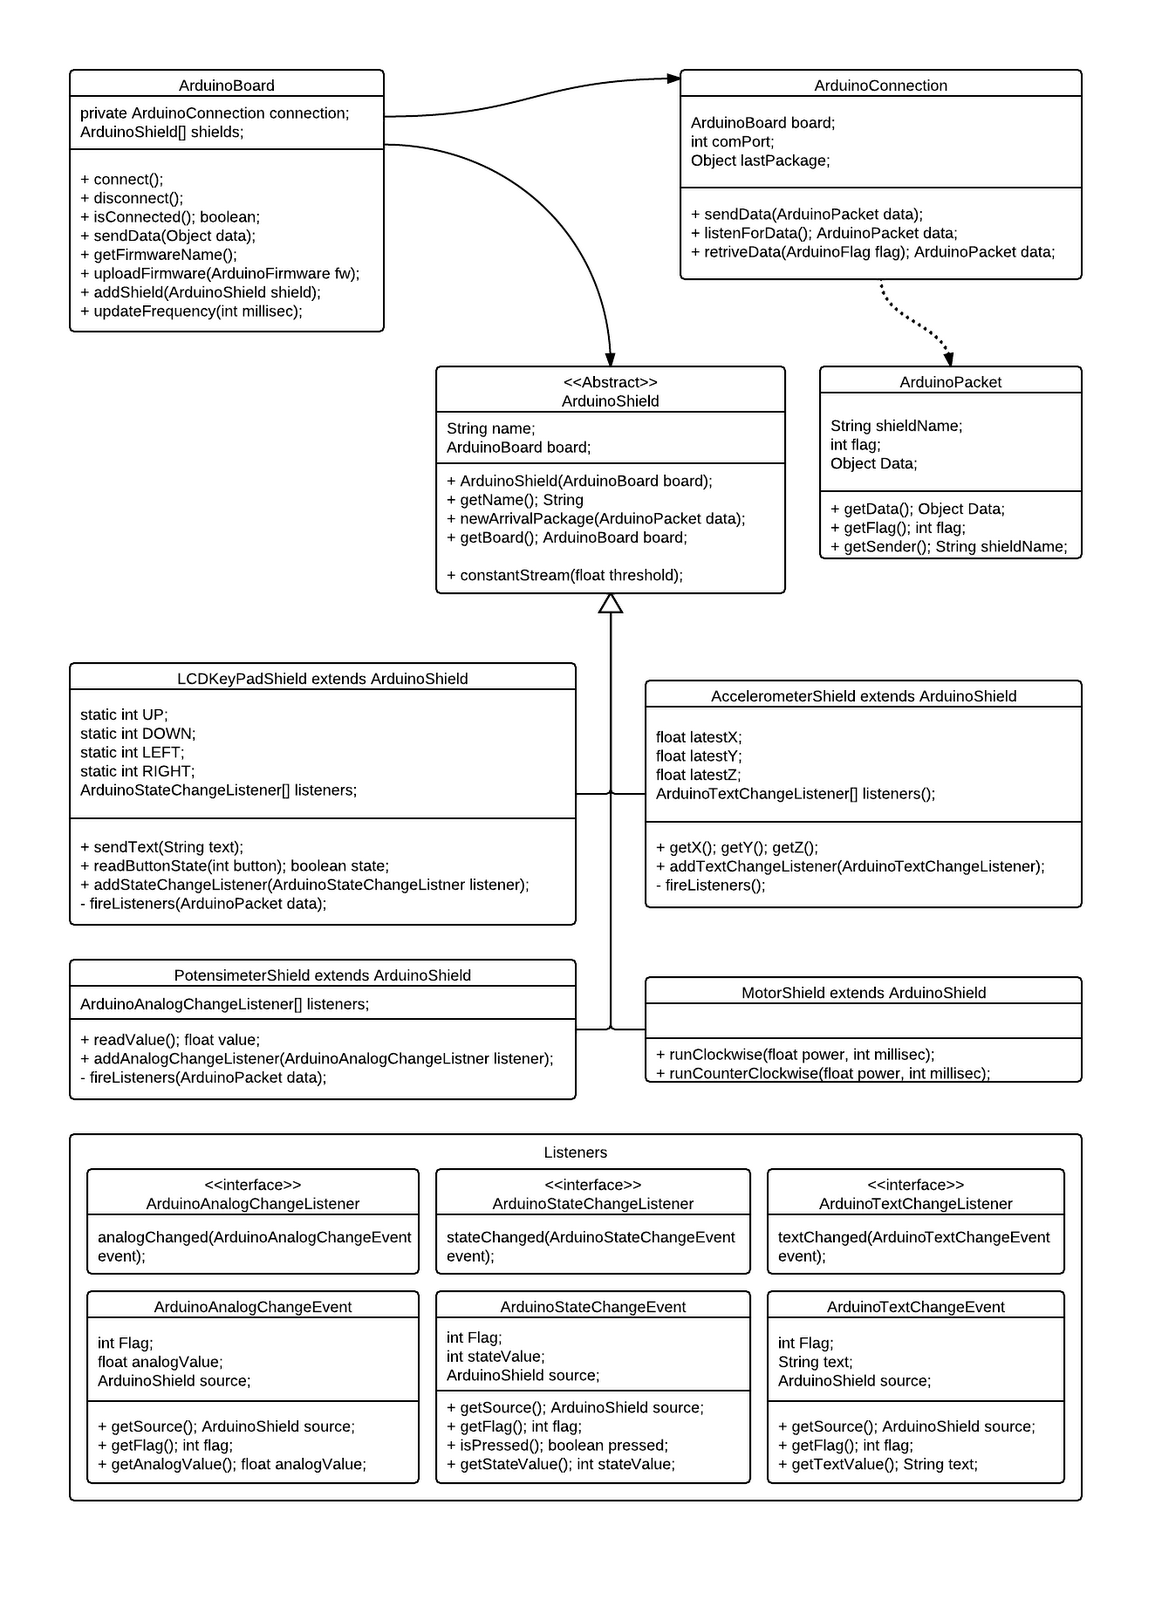 ArduinoBoard
private ArduinoConnection connection;
ArduinoShield[] shields;
+ connect();
+ disconnect();
+ isConnected(); boolean;
+ sendData(Object data);
+ getFirmwareName();
+ uploadFirmware(ArduinoFirmware fw);
+ addShield(ArduinoShield shield);
+ updateFrequency(int millisec);
ArduinoConnection
ArduinoBoard board;
int comPort;
Object lastPackage;
+ sendData(ArduinoPacket data);
+ listenForData(); ArduinoPacket data;
+ retriveData(ArduinoFlag flag); ArduinoPacket data;
<<Abstract>>
ArduinoShield
String name;
ArduinoBoard board;
+ ArduinoShield(ArduinoBoard board);
+ getName(); String
+ newArrivalPackage(ArduinoPacket data);
+ getBoard(); ArduinoBoard board;
+ constantStream(float threshold);
ArduinoPacket
String shieldName;
int flag;
Object Data;
+ getData(); Object Data;
+ getFlag(); int flag;
+ getSender(); String shieldName;
LCDKeyPadShield extends ArduinoShield
static int UP;
static int DOWN;
static int LEFT;
static int RIGHT;
ArduinoStateChangeListener[] listeners;
+ sendText(String text);
+ readButtonState(int button); boolean state;
+ addStateChangeListener(ArduinoStateChangeListner listener);
- fireListeners(ArduinoPacket data);
AccelerometerShield extends ArduinoShield
float latestX;
float latestY;
float latestZ;
ArduinoTextChangeListener[] listeners();
+ getX(); getY(); getZ();
+ addTextChangeListener(ArduinoTextChangeListener);
- fireListeners();
PotensimeterShield extends ArduinoShield
ArduinoAnalogChangeListener[] listeners;
+ readValue(); float value;
+ addAnalogChangeListener(ArduinoAnalogChangeListner listener);
- fireListeners(ArduinoPacket data);
MotorShield extends ArduinoShield
+ runClockwise(float power, int millisec);
+ runCounterClockwise(float power, int millisec);
Listeners
<<interface>>
ArduinoAnalogChangeListener
analogChanged(ArduinoAnalogChangeEvent
event);
<<interface>>
ArduinoStateChangeListener
stateChanged(ArduinoStateChangeEvent
event);
<<interface>>
ArduinoTextChangeListener
textChanged(ArduinoTextChangeEvent
event);
ArduinoAnalogChangeEvent
int Flag;
float analogValue;
ArduinoShield source;
+ getSource(); ArduinoShield source;
+ getFlag(); int flag;
+ getAnalogValue(); float analogValue;
ArduinoStateChangeEvent
int Flag;
int stateValue;
ArduinoShield source;
+ getSource(); ArduinoShield source;
+ getFlag(); int flag;
+ isPressed(); boolean pressed;
+ getStateValue(); int stateValue;
ArduinoTextChangeEvent
int Flag;
String text;
ArduinoShield source;
+ getSource(); ArduinoShield source;
+ getFlag(); int flag;
+ getTextValue(); String text;